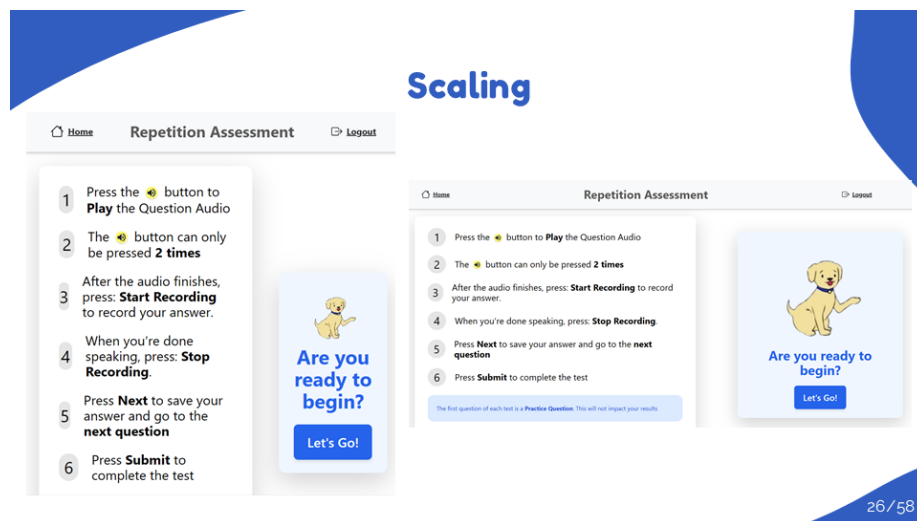 Scaling
Home Repetition Assessment Logout
1 Press the button to
Play the Question Audio
2 The button can only
be pressed 2 times
3 After the audio finishes,
press: Start Recording
to record your answer.
4 When you're done
speaking, press: Stop
Recording.
5 Press Next to save your
answer and go to the
next question
6 Press Submit to
complete the test
Are you
ready to
begin?
Let's Go!
Home Repetition Assessment Logout
1 Press the button to Play the Question Audio
2 The button can only be pressed 2 times
3 After the audio finishes, press: Start Recording to record
your answer.
4 When you're done speaking, press: Stop Recording.
5 Press Next to save your answer and go to the next
question
6 Press Submit to complete the test
The first question of each test is a Practice Question. This will not impact your results
Are you ready to
begin?
Let's Go!
26/58